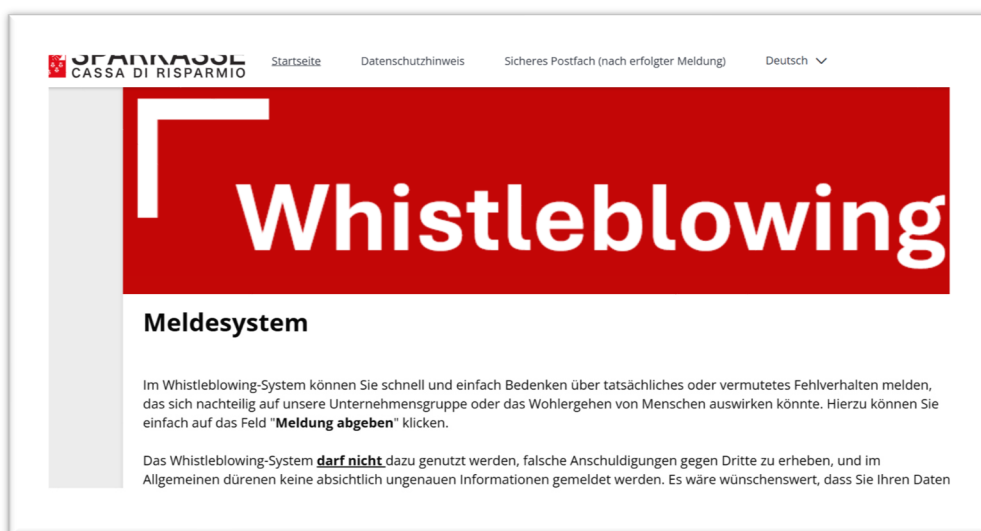 SPARKASSE
CASSA DI RISPARMIO
Startseite Datenschutzhinweis Sicheres Postfach (nach erfolgter Meldung) Deutsch
Whistleblowing
Meldesystem
Im Whistleblowing-System können Sie schnell und einfach Bedenken über tatsächliches oder vermutetes Fehlverhalten melden,
das sich nachteilig auf unsere Unternehmensgruppe oder das Wohlergehen von Menschen auswirken könnte. Hierzu können Sie
einfach auf das Feld "Meldung abgeben" klicken.
Das Whistleblowing-System darf nicht dazu genutzt werden, falsche Anschuldigungen gegen Dritte zu erheben, und im
Allgemeinen dürenen keine absichtlich ungenauen Informationen gemeldet werden. Es wäre wünschenswert, dass Sie Ihren Daten